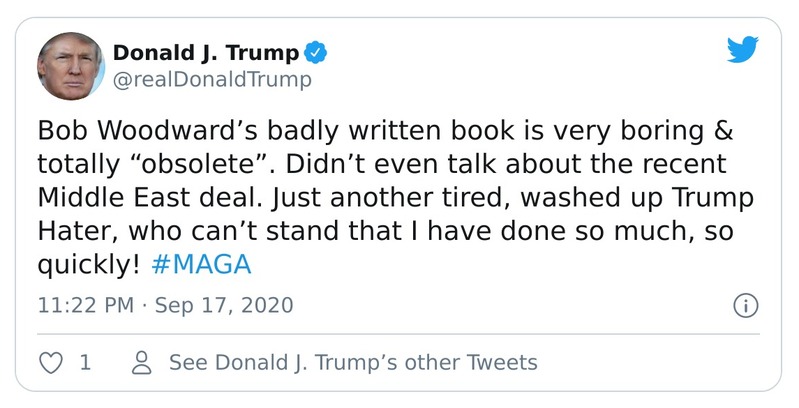 Donald J. Trump
@realDonaldTrump
Bob Woodward’s badly written book is very boring &
totally “obsolete”. Didn’t even talk about the recent
Middle East deal. Just another tired, washed up Trump
Hater, who can’t stand that I have done so much, so
quickly! #MAGA
11:22 PM · Sep 17, 2020
1 See Donald J. Trump’s other Tweets